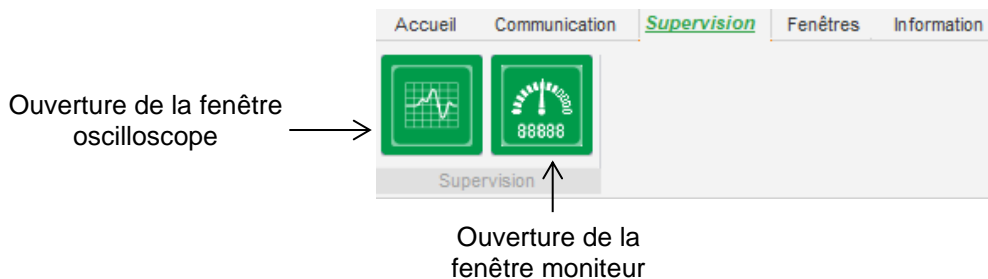 Accueil Communication Supervision Fenêtres Information
Ouverture de la fenêtre
oscilloscope
88888
Supervision
Ouverture de la
fenêtre moniteur